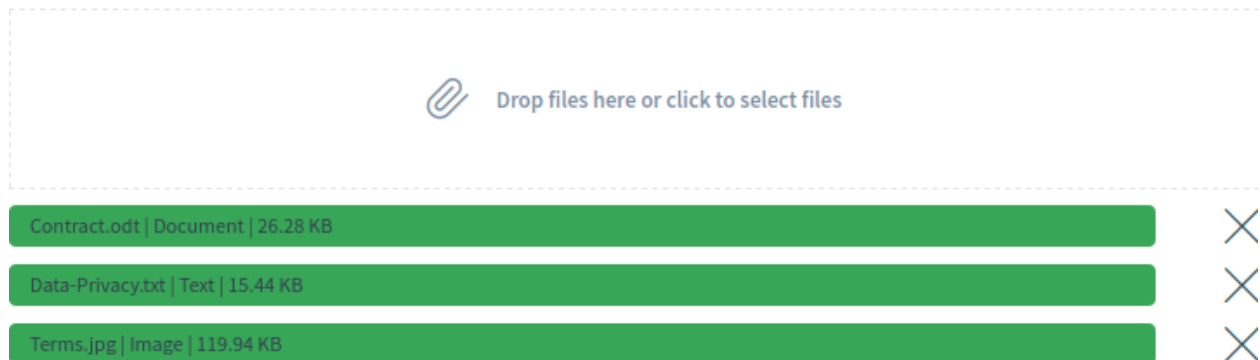 Drop files here or click to select files
Contract.odt | Document | 26.28 KB
Data-Privacy.txt | Text | 15.44 KB
Terms.jpg | Image | 119.94 KB